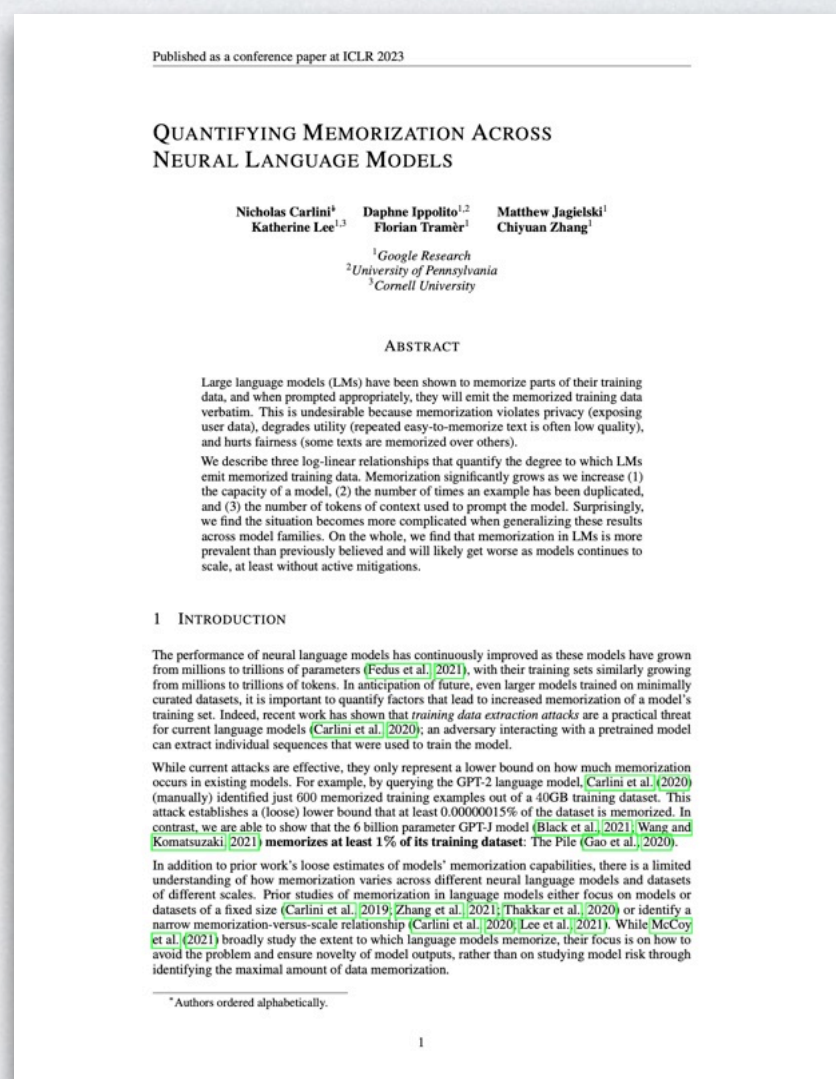 Published as a conference paper at ICLR 2023
QUANTIFYING MEMORIZATION ACROSS
NEURAL LANGUAGE MODELS
Nicholas Carlini* Daphne Ippolito1,2 Matthew Jagielski1
Katherine Lee1,3 Florian Tramèr1 Chiyuan Zhang1
1Google Research
2University of Pennsylvania
3Cornell University
ABSTRACT
Large language models (LMs) have been shown to memorize parts of their training
data, and when prompted appropriately, they will emit the memorized training data
verbatim. This is undesirable because memorization violates privacy (exposing
user data), degrades utility (repeated easy-to-memorize text is often low quality),
and hurts fairness (some texts are memorized over others).
We describe three log-linear relationships that quantify the degree to which LMs
emit memorized training data. Memorization significantly grows as we increase (1)
the capacity of a model, (2) the number of times an example has been duplicated,
and (3) the number of tokens of context used to prompt the model. Surprisingly,
we find the situation becomes more complicated when generalizing these results
across model families. On the whole, we find that memorization in LMs is more
prevalent than previously believed and will likely get worse as models continues to
scale, at least without active mitigations.
1 INTRODUCTION
The performance of neural language models has continuously improved as these models have grown
from millions to trillions of parameters (Fedus et al., 2021), with their training sets similarly growing
from millions to trillions of tokens. In anticipation of future, even larger models trained on minimally
curated datasets, it is important to quantify factors that lead to increased memorization of a model's
training set. Indeed, recent work has shown that training data extraction attacks are a practical threat
for current language models (Carlini et al., 2020); an adversary interacting with a pretrained model
can extract individual sequences that were used to train the model.
While current attacks are effective, they only represent a lower bound on how much memorization
occurs in existing models. For example, by querying the GPT-2 language model, Carlini et al. (2020)
(manually) identified just 600 memorized training examples out of a 40GB training dataset. This
attack establishes a (loose) lower bound that at least 0.00000015% of the dataset is memorized. In
contrast, we are able to show that the 6 billion parameter GPT-J model (Black et al., 2021; Wang and
Komatsuzaki, 2021) memorizes at least 1% of its training dataset: The Pile (Gao et al., 2020).
In addition to prior work's loose estimates of models' memorization capabilities, there is a limited
understanding of how memorization varies across different neural language models and datasets
of different scales. Prior studies of memorization in language models either focus on models or
datasets of a fixed size (Carlini et al., 2019; Zhang et al., 2021; Thakkar et al., 2020) or identify a
narrow memorization-versus-scale relationship (Carlini et al., 2020; Lee et al., 2021). While McCoy
et al. (2021) broadly study the extent to which language models memorize, their focus is on how to
avoid the problem and ensure novelty of model outputs, rather than on studying model risk through
identifying the maximal amount of data memorization.
*Authors ordered alphabetically.
1